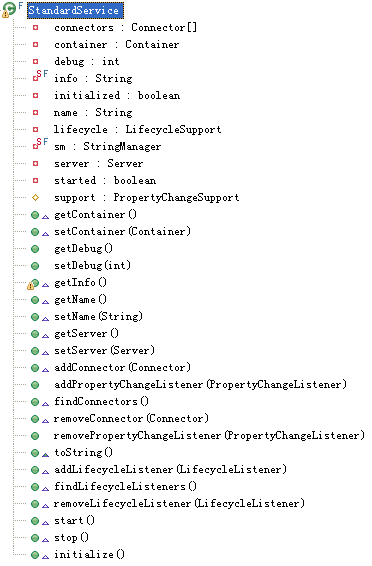 F StandardService
connectors : Connector[]
container : Container
debug : int
SF info : String
initialized : boolean
name : String
lifecycle : LifecycleSupport
SF sm : StringManager
server : Server
started : boolean
support : PropertyChangeSupport
getContainer()
setContainer(Container)
getDebug()
setDebug(int)
getInfo()
getName()
setName(String)
getServer()
setServer(Server)
addConnector(Connector)
addPropertyChangeListener(PropertyChangeListener)
findConnectors()
removeConnector(Connector)
removePropertyChangeListener(PropertyChangeListener)
toString()
addLifecycleListener(LifecycleListener)
findLifecycleListeners()
removeLifecycleListener(LifecycleListener)
start()
stop()
initialize()